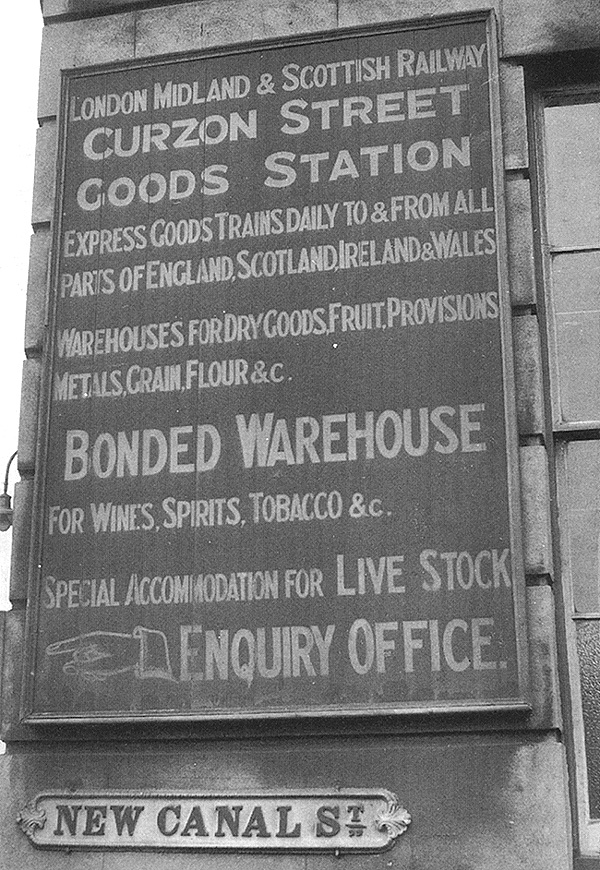 LONDON MIDLAND & SCOTTISH RAILWAY
CURZON STREET
GOODS STATION
EXPRESS GOODS TRAINS DAILY TO & FROM ALL
PARTS OF ENGLAND, SCOTLAND, IRELAND & WALES
WAREHOUSES FOR DRY GOODS, FRUIT, PROVISIONS
METALS, GRAIN, FLOUR & c.
BONDED WAREHOUSE
FOR WINES, SPIRITS, TOBACCO & c.
SPECIAL ACCOMMODATION FOR LIVE STOCK
ENQUIRY OFFICE.
NEW CANAL ST